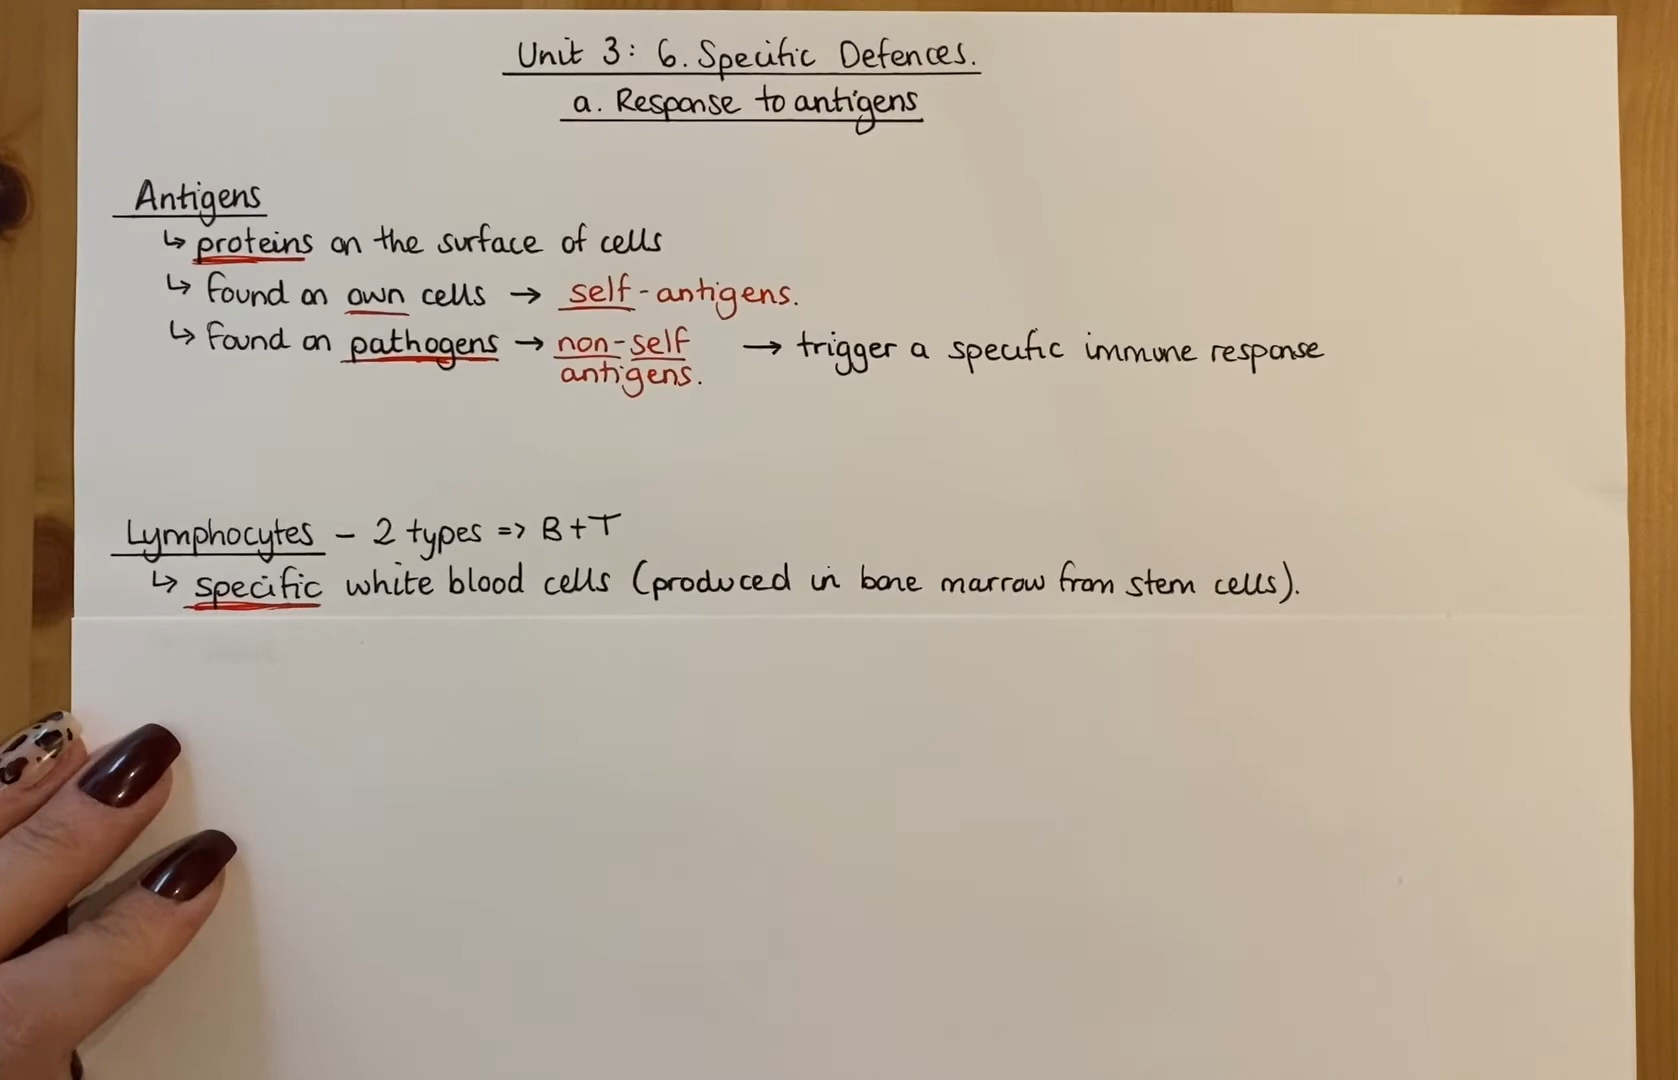 Unit 3: 6. Specific Defences.
a. Response to antigens
Antigens
↳ proteins on the surface of cells
↳ found on own cells → self-antigens.
↳ found on pathogens → non-self antigens. → trigger a specific immune response
Lymphocytes - 2 types => B+T
↳ specific white blood cells (produced in bone marrow from stem cells).